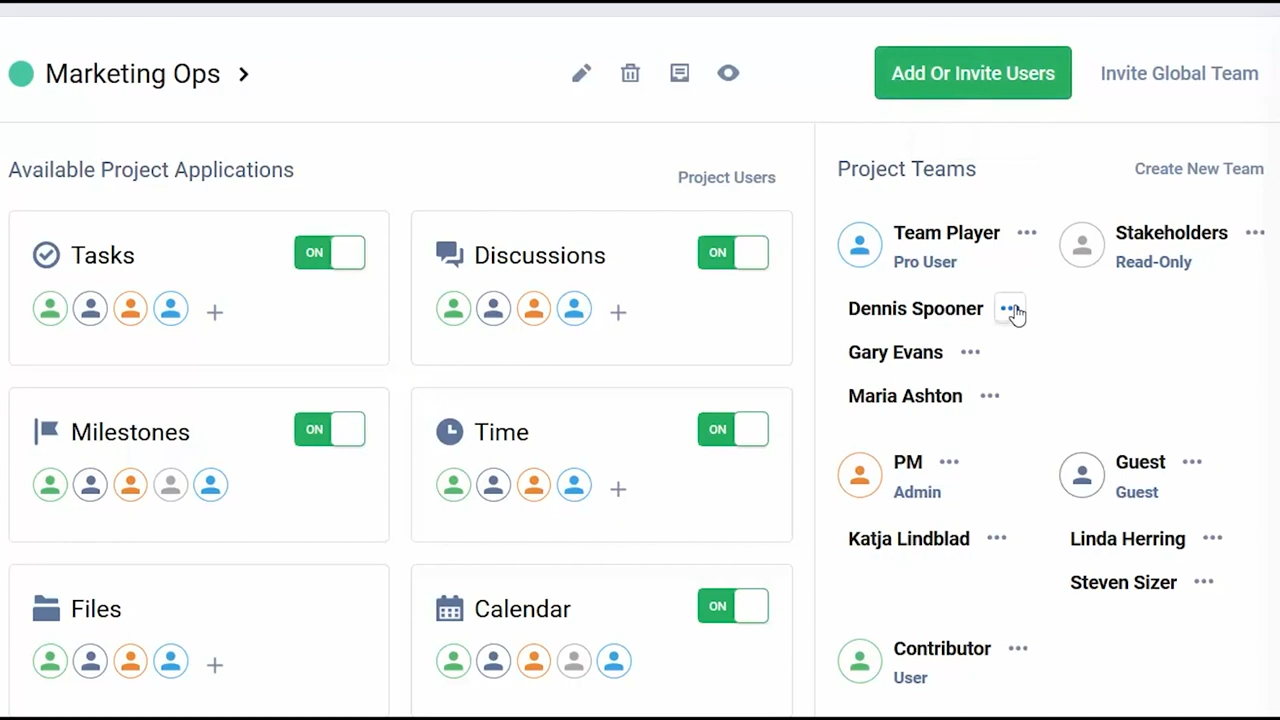 Marketing Ops
Add Or Invite Users
Invite Global Team
Available Project Applications
Project Users
Tasks
ON
Discussions
ON
Milestones
ON
Time
ON
Files
Calendar
ON
Project Teams
Create New Team
Team Player
Pro User
Stakeholders
Read-Only
Dennis Spooner
Gary Evans
Maria Ashton
PM
Admin
Guest
Guest
Katja Lindblad
Linda Herring
Steven Sizer
Contributor
User